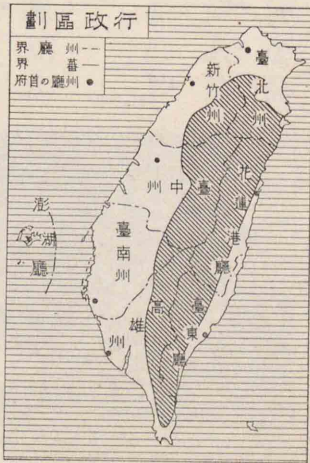 行政區劃
州廳界
蕃界
州廳の首府
臺北州
新竹州
臺中州
花蓮港廳
臺南州
臺東廳
高雄州
澎湖廳